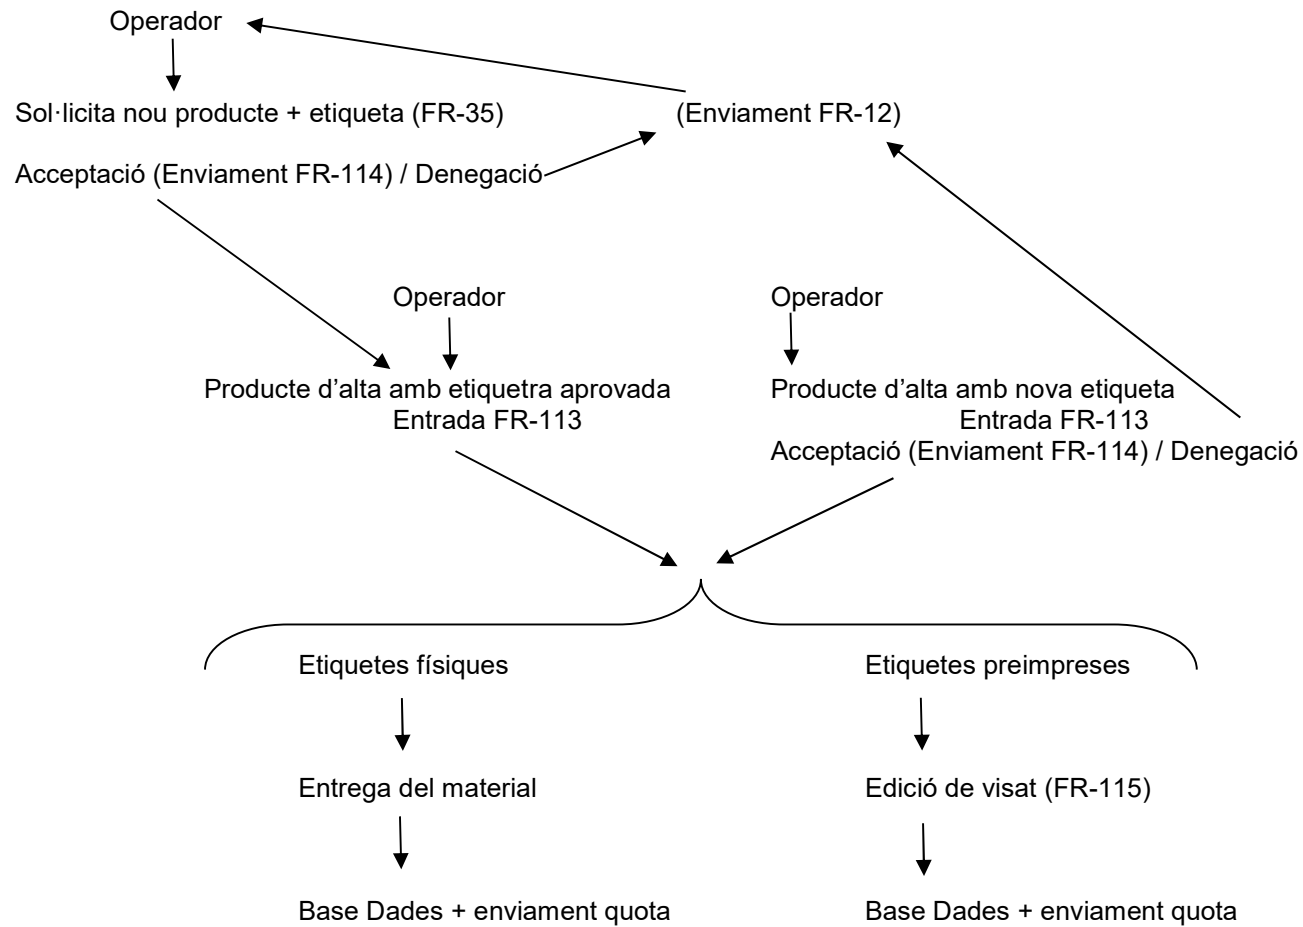 Operador
Sol·licita nou producte + etiqueta (FR-35)
(Enviament FR-12)
Acceptació (Enviament FR-114) / Denegació
Operador
Operador
Producte d’alta amb etiquetra aprovada
Entrada FR-113
Producte d’alta amb nova etiqueta
Entrada FR-113
Acceptació (Enviament FR-114) / Denegació
Etiquetes físiques
Etiquetes preimpreses
Entrega del material
Edició de visat (FR-115)
Base Dades + enviament quota
Base Dades + enviament quota